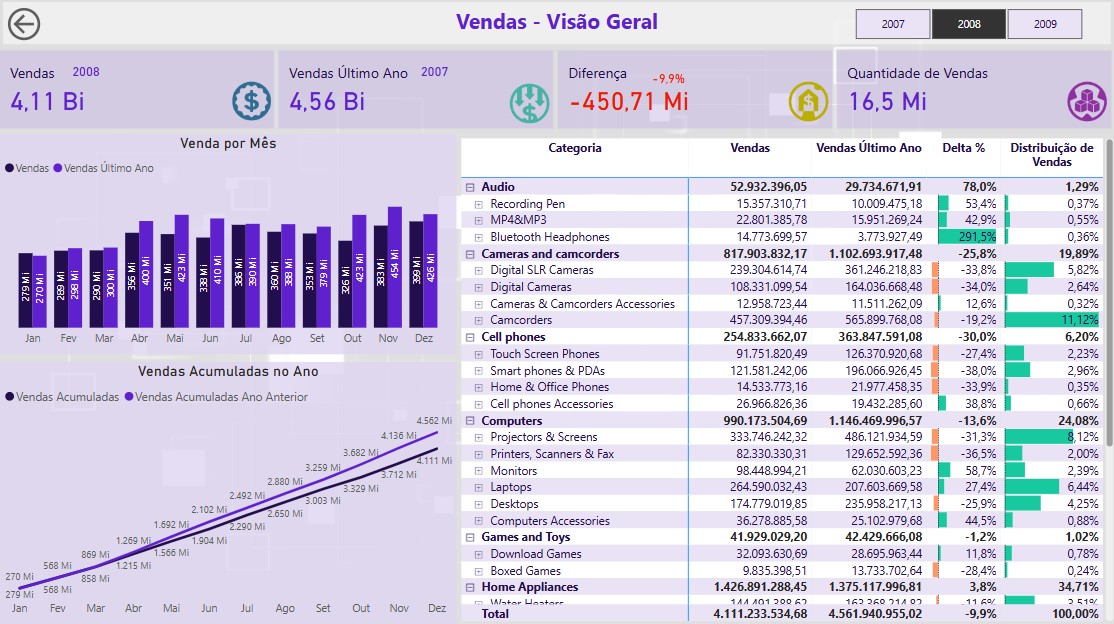 Vendas - Visão Geral
2007 2008 2009
Vendas 2008
4,11 Bi
Vendas Último Ano 2007
4,56 Bi
Diferença -9,9%
-450,71 Mi
Quantidade de Vendas
16,5 Mi
Venda por Mês
Vendas Vendas Último Ano
279 Mi 270 Mi 289 Mi 298 Mi 290 Mi 300 Mi 356 Mi 400 Mi 351 Mi 423 Mi 338 Mi 410 Mi 386 Mi 390 Mi 360 Mi 388 Mi 353 Mi 379 Mi 326 Mi 423 Mi 383 Mi 454 Mi 399 Mi 426 Mi
Jan Fev Mar Abr Mai Jun Jul Ago Set Out Nov Dez
Vendas Acumuladas no Ano
Vendas Acumuladas Vendas Acumuladas Ano Anterior
270 Mi 568 Mi 869 Mi 1.269 Mi 1.692 Mi 2.102 Mi 2.492 Mi 2.880 Mi 3.259 Mi 3.682 Mi 4.136 Mi 4.562 Mi
279 Mi 568 Mi 858 Mi 1.215 Mi 1.566 Mi 1.904 Mi 2.290 Mi 2.650 Mi 3.003 Mi 3.329 Mi 3.712 Mi 4.111 Mi
Jan Fev Mar Abr Mai Jun Jul Ago Set Out Nov Dez
Categoria Vendas Vendas Último Ano Delta % Distribuição de Vendas
Audio 52.932.396,05 29.734.671,91 78,0% 1,29%
Recording Pen 15.357.310,71 10.009.475,18 53,4% 0,37%
MP4&MP3 22.801.385,78 15.951.269,24 42,9% 0,55%
Bluetooth Headphones 14.773.699,57 3.773.927,49 291,5% 0,36%
Cameras and camcorders 817.903.832,17 1.102.693.917,48 -25,8% 19,89%
Digital SLR Cameras 239.304.614,74 361.246.218,83 -33,8% 5,82%
Digital Cameras 108.331.099,54 164.036.668,48 -34,0% 2,64%
Cameras & Camcorders Accessories 12.958.723,44 11.511.262,09 12,6% 0,32%
Camcorders 457.309.394,46 565.899.768,08 -19,2% 11,12%
Cell phones 254.833.662,07 363.847.591,08 -30,0% 6,20%
Touch Screen Phones 91.751.820,49 126.370.920,68 -27,4% 2,23%
Smart phones & PDAs 121.581.242,06 196.066.926,45 -38,0% 2,96%
Home & Office Phones 14.533.773,16 21.977.458,35 -33,9% 0,35%
Cell phones Accessories 26.966.826,36 19.432.285,60 38,8% 0,66%
Computers 990.173.504,69 1.146.469.996,57 -13,6% 24,08%
Projectors & Screens 333.746.242,32 486.121.934,59 -31,3% 8,12%
Printers, Scanners & Fax 82.330.330,31 129.652.592,36 -36,5% 2,00%
Monitors 98.448.994,21 62.030.603,23 58,7% 2,39%
Laptops 264.590.032,43 207.603.669,58 27,4% 6,44%
Desktops 174.779.019,85 235.958.217,13 -25,9% 4,25%
Computers Accessories 36.278.885,58 25.102.979,68 44,5% 0,88%
Games and Toys 41.929.029,20 42.429.666,08 -1,2% 1,02%
Download Games 32.093.630,69 28.695.963,44 11,8% 0,78%
Boxed Games 9.835.398,51 13.733.702,64 -28,4% 0,24%
Home Appliances 1.426.891.288,45 1.375.117.996,81 3,8% 34,71%
Water Heaters 144.491.388,62 163.368.214,82 -11,6% 3,51%
Total 4.111.233.534,68 4.561.940.955,02 -9,9% 100,00%